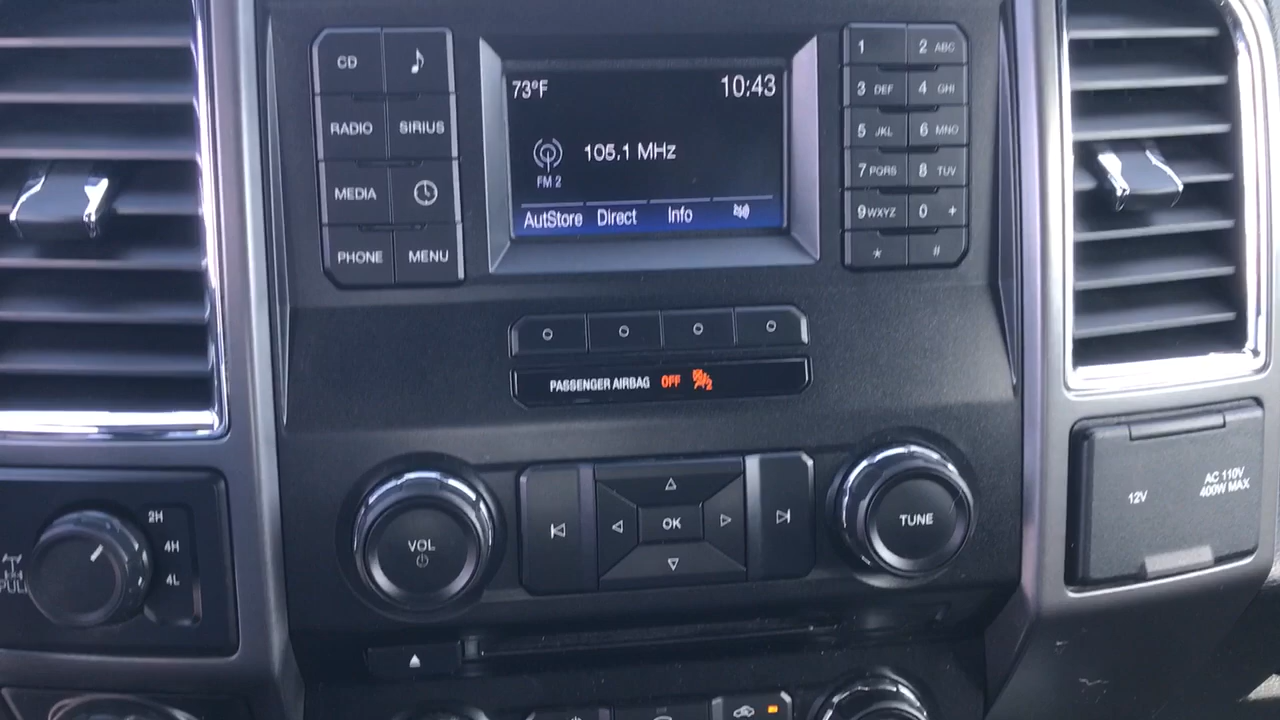 CD
RADIO SIRIUS
MEDIA
PHONE MENU
73°F 10:43
105.1 MHz
FM 2
AutoStore Direct Info
1 2 ABC
3 DEF 4 GHI
5 JKL 6 MNO
7 PQRS 8 TUV
9 WXYZ 0 +
* #
PASSENGER AIRBAG OFF
2H
4H
4L
PULL
VOL
OK
TUNE
12V
AC 110V
400W MAX